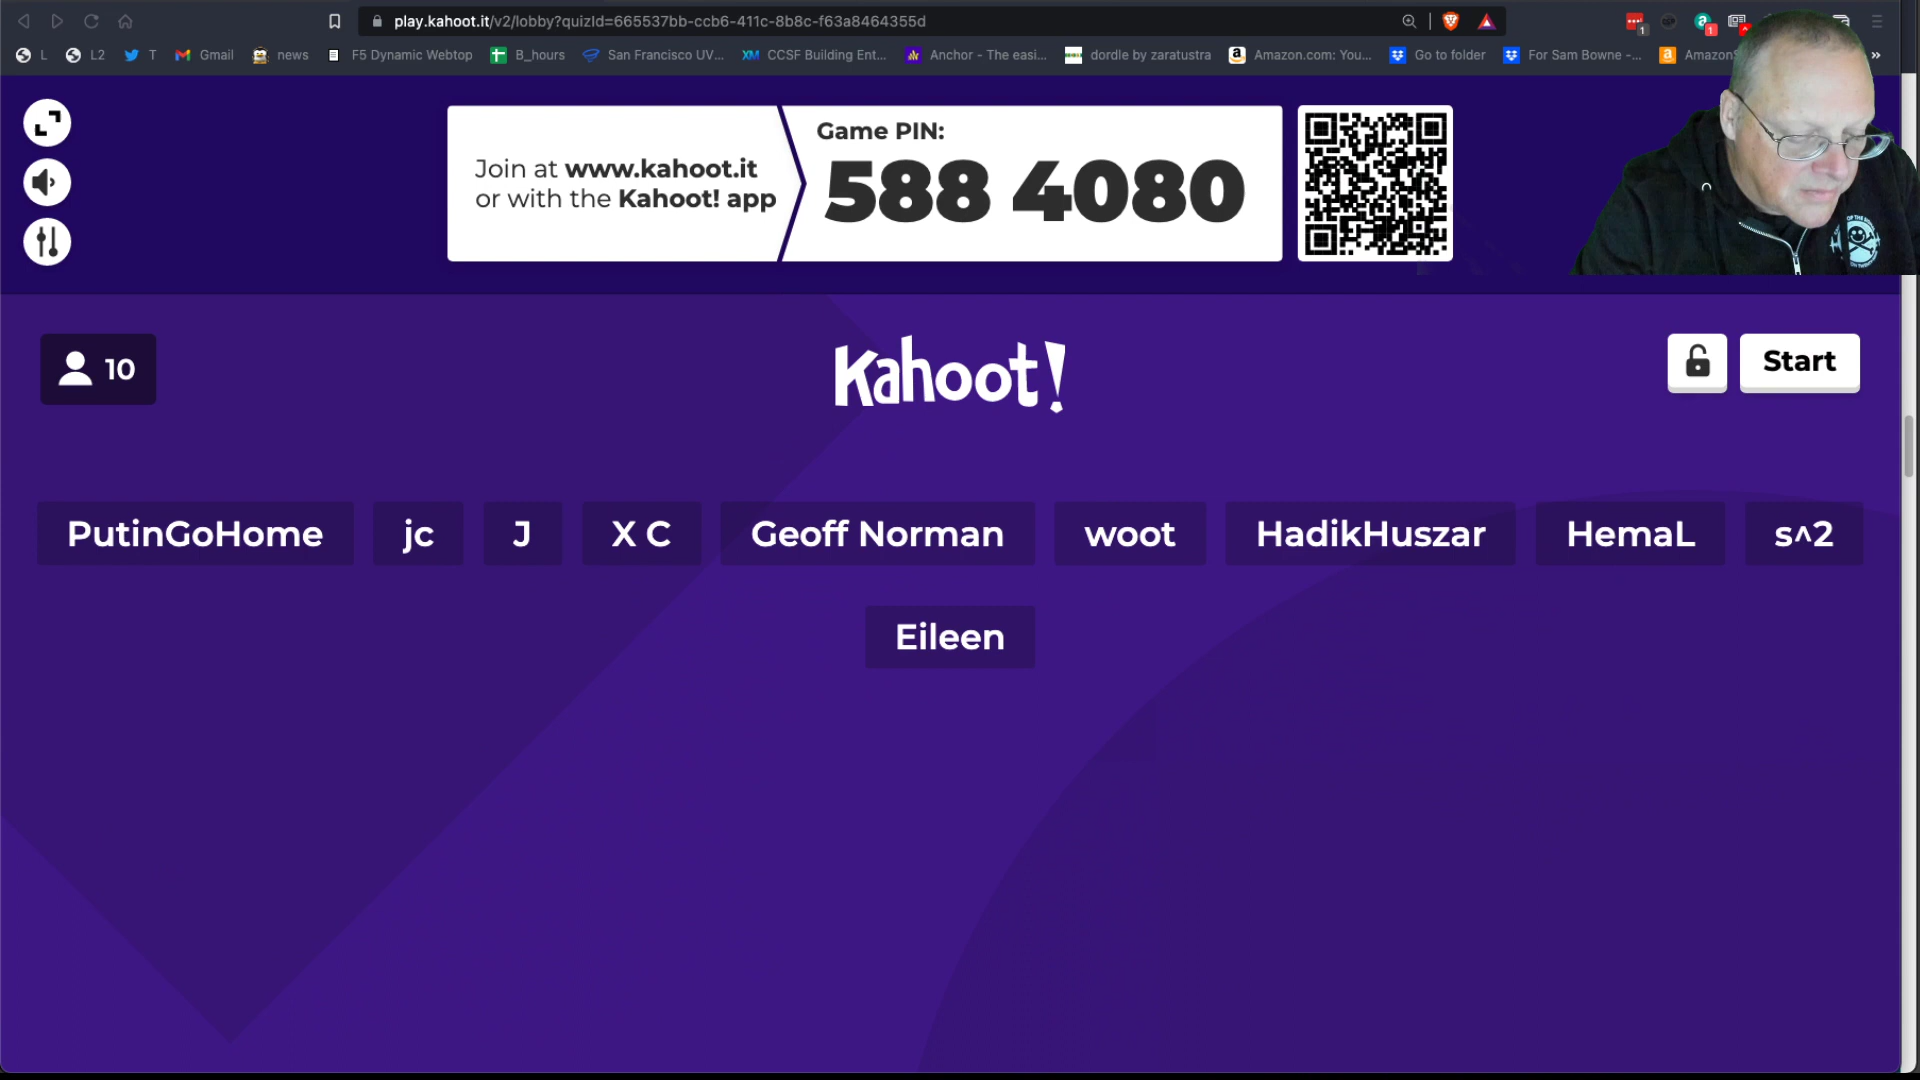 play.kahoot.it/v2/lobby?quizId=665537bb-ccb6-411c-8b8c-f63a8464355d
L L2 T Gmail news F5 Dynamic Webtop B_hours San Francisco UV... CCSF Building Ent... Anchor - The easi... dordle by zaratustra Amazon.com: You... Go to folder For Sam Bowne -... Amazon
Join at www.kahoot.it
or with the Kahoot! app
Game PIN:
588 4080
10
Kahoot!
Start
PutinGoHome jc J X C Geoff Norman woot HadikHuszar HemaL s^2
Eileen